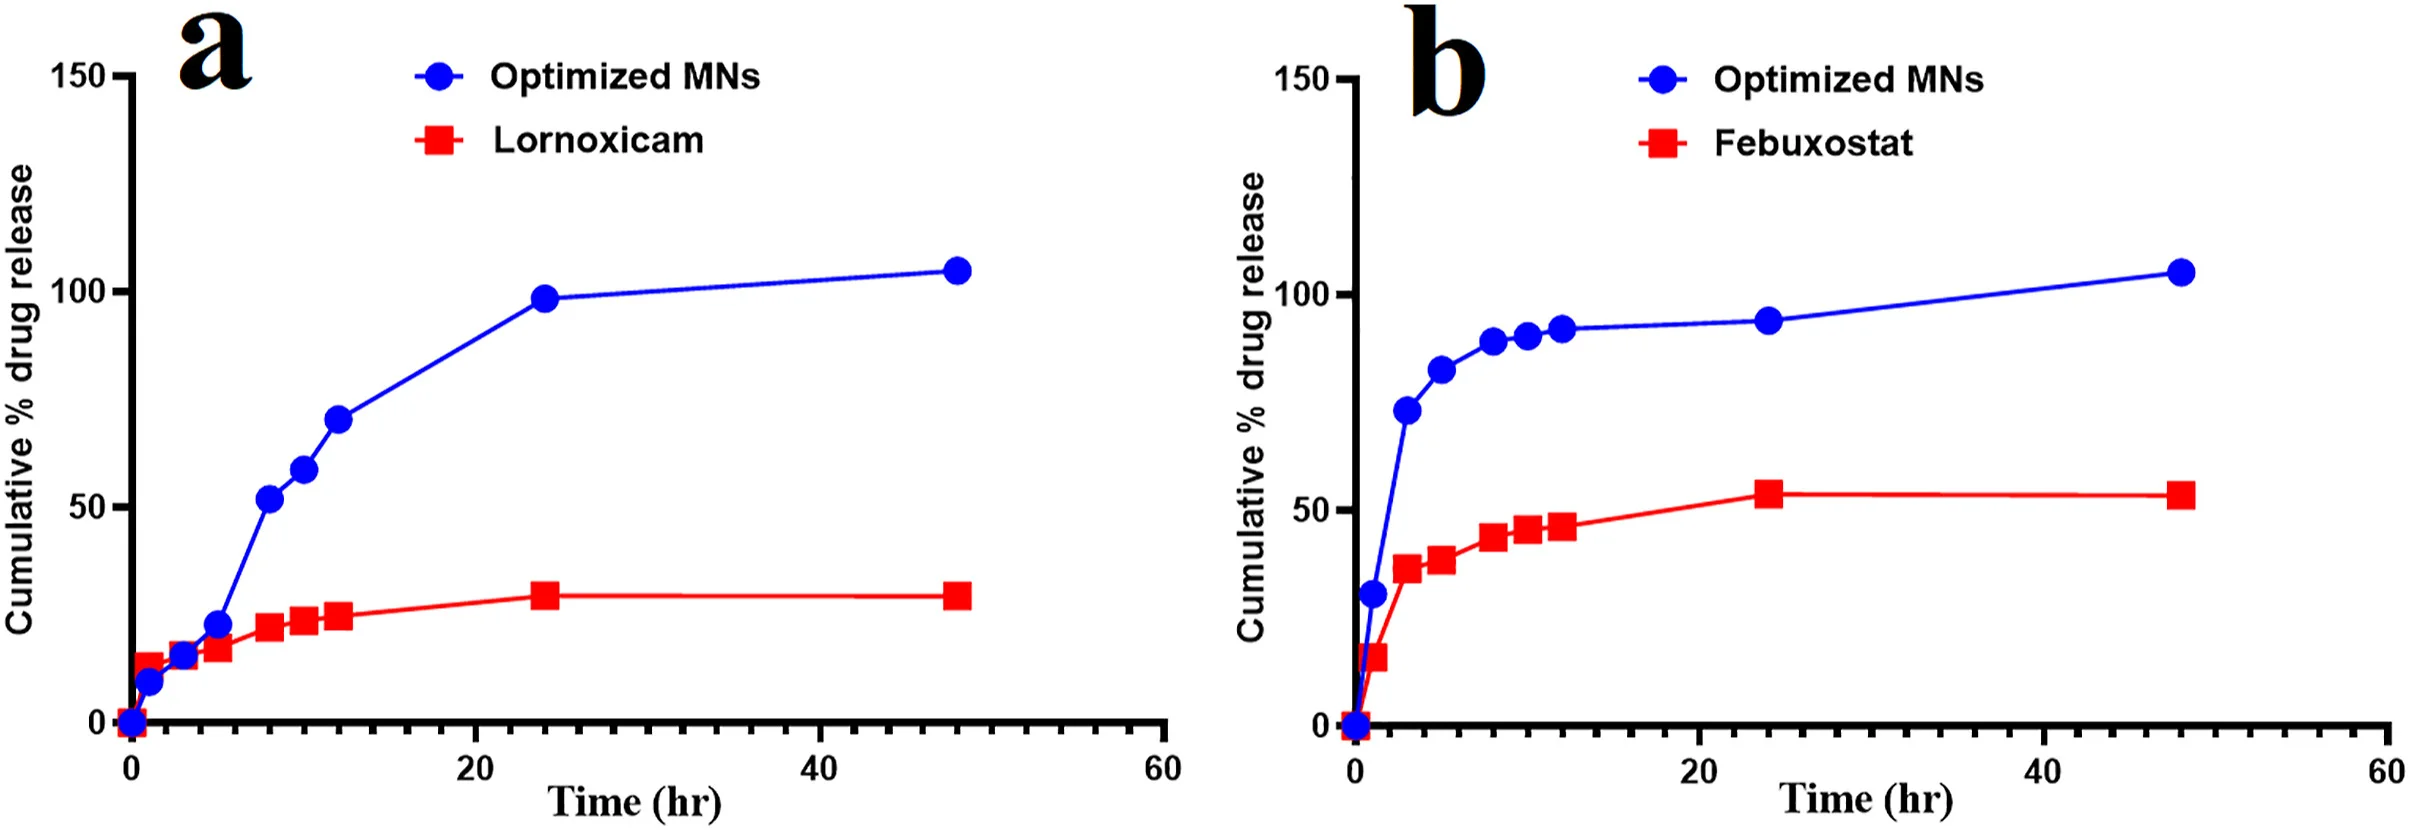 a
Optimized MNs
Lornoxicam
Cumulative % drug release
150
100
50
0
0 20 40 60
Time (hr)
b
Optimized MNs
Febuxostat
Cumulative % drug release
150
100
50
0
0 20 40 60
Time (hr)